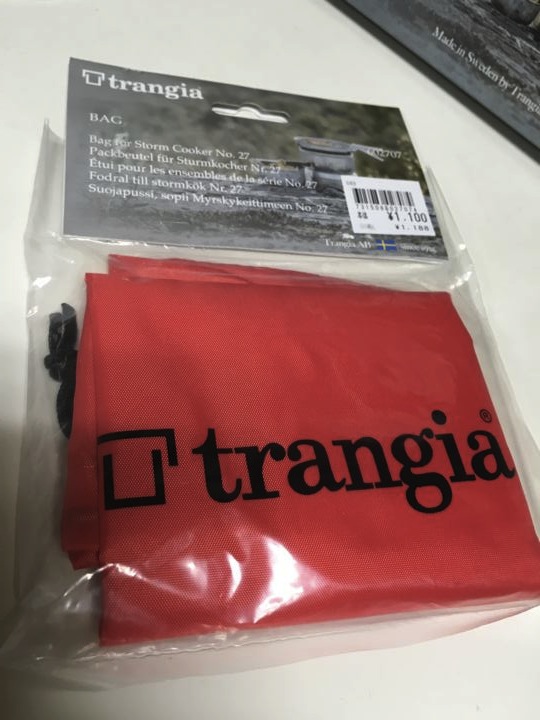 Made in Sweden by Trangia
trangia
BAG
Bag for Storm Cooker No. 27
Packbeutel für Sturmkocher Nr. 27
Étui pour les ensembles de la série No. 27
Fodral till stormkök Nr. 27
Suojapussi, sopii Myrskykeittimeen No. 27
¥1,100
¥1,188
Trangia AB
trangia®